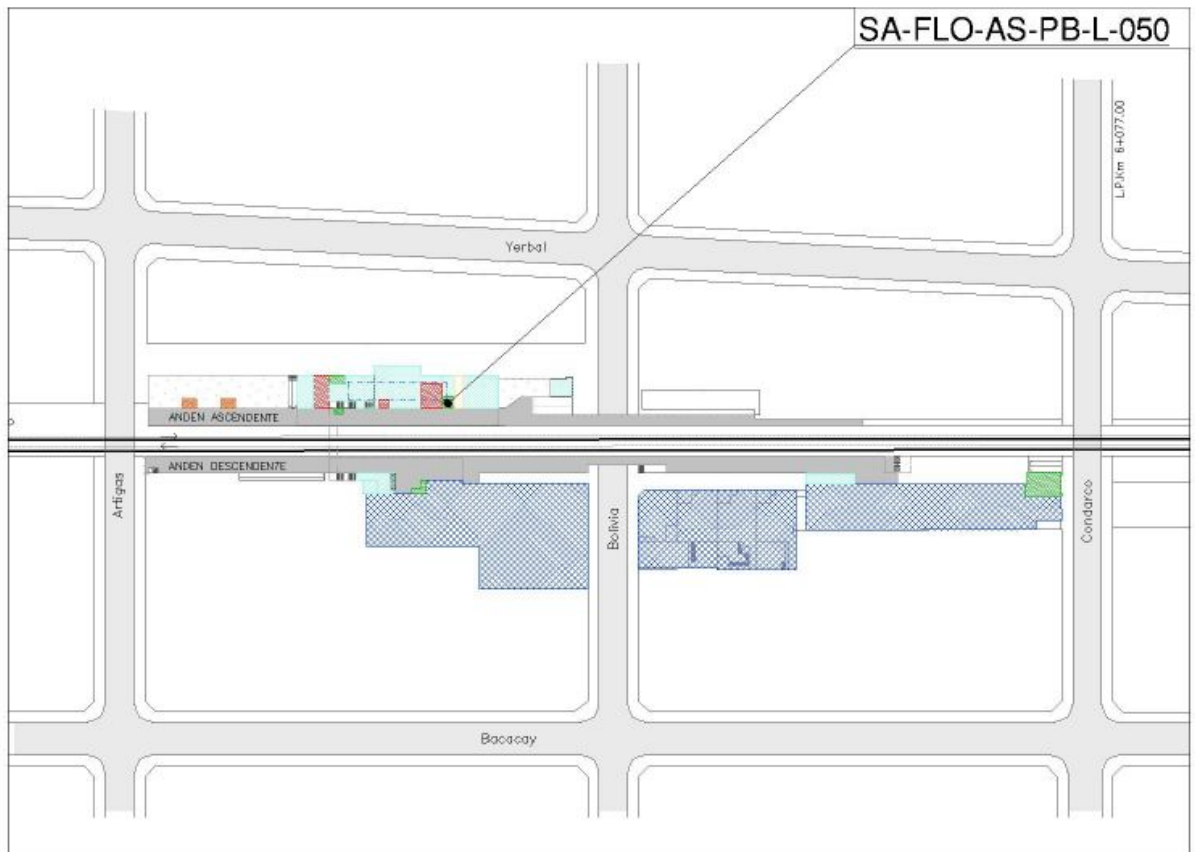 SA-FLO-AS-PB-L-050
L.P.Km 6+077.00
Yerbal
ANDEN ASCENDENTE
ANDEN DESCENDENTE
Artigas
Bolivia
Condarco
Bacacay